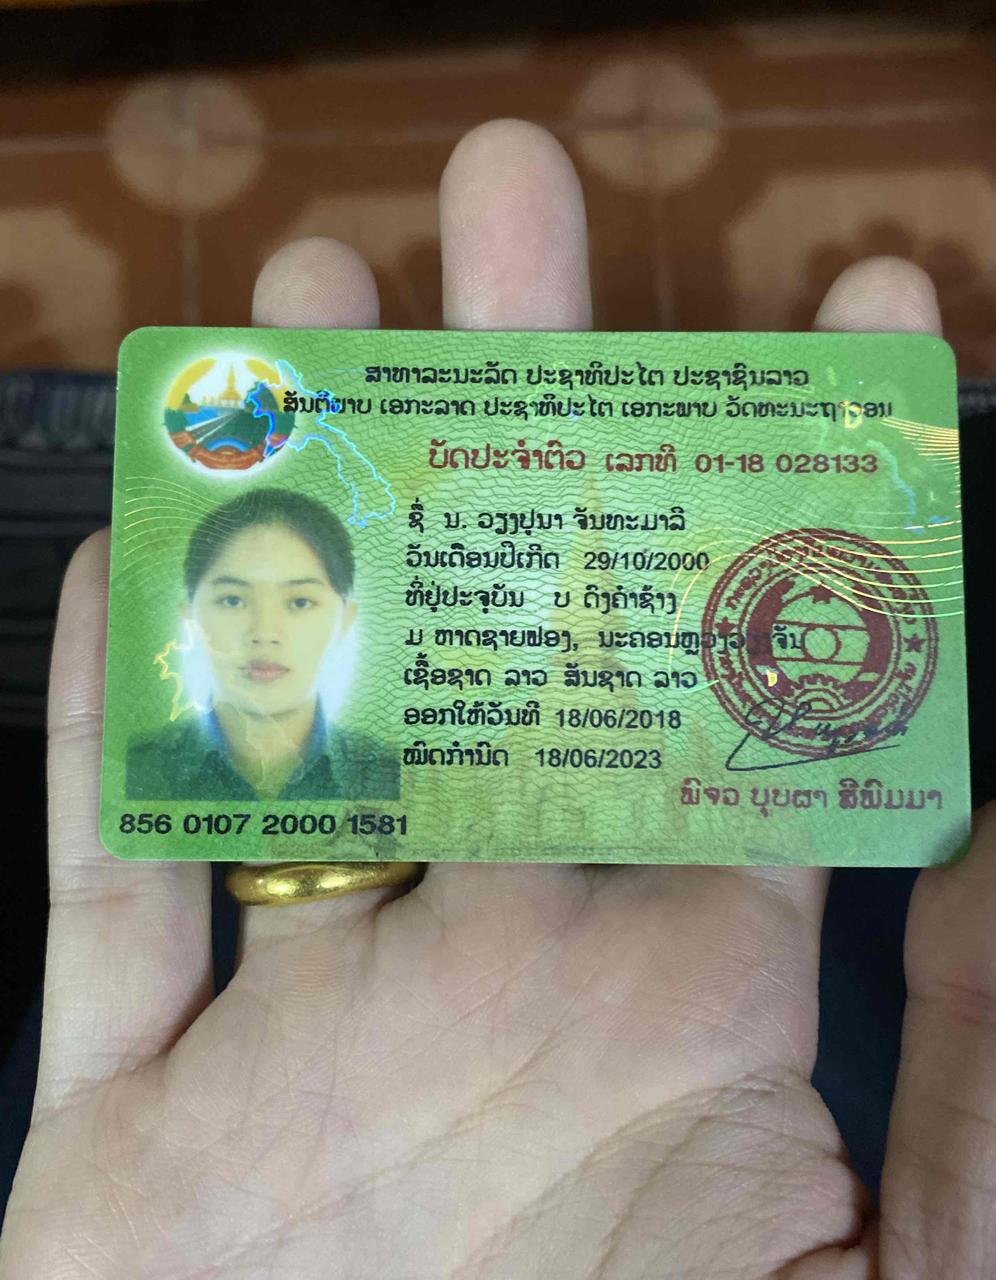 ສາທາລະນະລັດ ປະຊາທິປະໄຕ ປະຊາຊົນລາວ
ສັນຕິພາບ ເອກະລາດ ປະຊາທິປະໄຕ ເອກະພາບ ວັດທະນະຖາວອນ
ບັດປະຈຳຕົວ ເລກທີ 01-18 028133
ຊື່ ນ. ວຽງປຸນາ ຈັນທະມາລີ
ວັນເດືອນປີເກີດ 29/10/2000
ທີ່ຢູ່ປະຈຸບັນ ບ ດົງຄຳຊ້າງ
ມ ຫາດຊາຍຟອງ, ນະຄອນຫຼວງວຽງຈັນ
ເຊື້ອຊາດ ລາວ ສັນຊາດ ລາວ
ອອກໃຫ້ວັນທີ 18/06/2018
ໝົດກຳນົດ 18/06/2023
ພົຈວ ບຸບຜາ ສີພົມມາ
856 0107 2000 1581